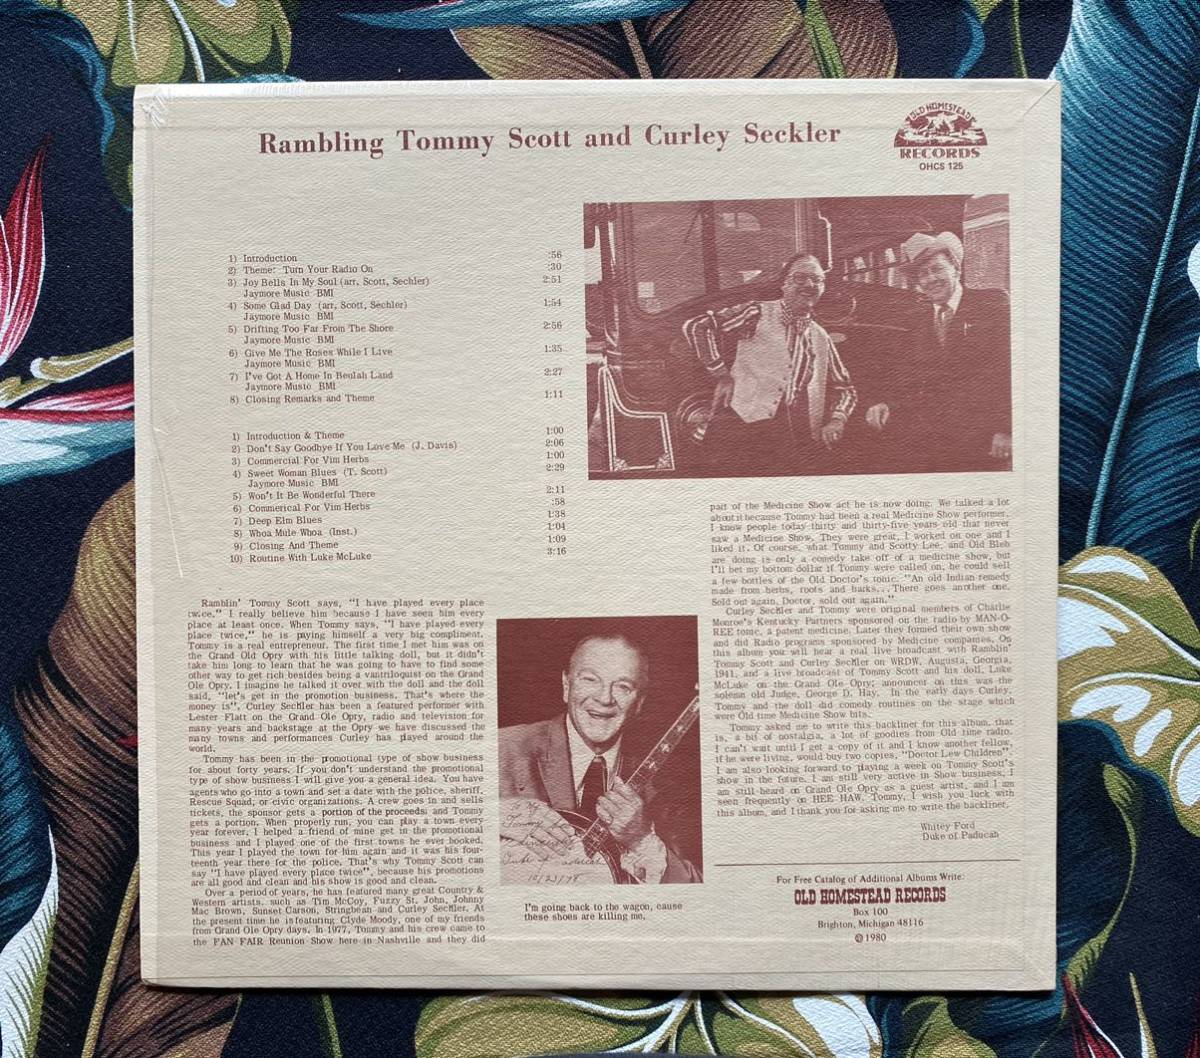 Rambling Tommy Scott and Curley Seckler
OLD HOMESTEAD
RECORDS
OHCS 125
1) Introduction :56
2) Theme: Turn Your Radio On :30
3) Joy Bells In My Soul (arr. Scott, Sechler) 2:51
Jaymore Music BMI
4) Some Glad Day (arr. Scott, Sechler) 1:54
Jaymore Music BMI
5) Drifting Too Far From The Shore 2:56
6) Give Me The Roses While I Live 1:35
Jaymore Music BMI
7) I've Got A Home In Beulah Land 2:27
Jaymore Music BMI
8) Closing Remarks and Theme 1:11
1) Introduction & Theme 1:00
2) Don't Say Goodbye If You Love Me (J. Davis) 2:06
3) Commercial For Vim Herbs 1:00
4) Sweet Woman Blues (T. Scott) 2:29
Jaymore Music BMI
5) Won't It Be Wonderful There 2:11
6) Commerical For Vim Herbs :58
7) Deep Elm Blues 1:38
8) Whoa Mule Whoa (Inst.) 1:04
9) Closing And Theme 1:09
10) Routine With Luke McLuke 3:16
Ramblin' Tommy Scott says, "I have played every place
twice." I really believe him because I have seen him every
place at least once. When Tommy says, "I have played every
place twice," he is paying himself a very big compliment.
Tommy is a real entrepreneur. The first time I met him was on
the Grand Old Opry with his little talking doll, but it didn't
take him long to learn that he was going to have to find some
other way to get rich besides being a vantriloquist on the Grand
Ole Opry. I imagine he talked it over with the doll and the doll
said, "let's get in the promotion business. That's where the
money is". Curley Sechler has been a featured performer with
Lester Flatt on the Grand Ole Opry, radio and television for
many years and backstage at the Opry we have discussed the
many towns and performances Curley has played around the
world.
Tommy has been in the promotional type of show business
for about forty years. If you don't understand the promotional
type of show business I will give you a general idea. You have
agents who go into a town and set a date with the police, sheriff,
Rescue Squad, or civic organizations. A crew goes in and sells
tickets, the sponsor gets a portion of the proceeds, and Tommy
gets a portion. When properly run, you can play a town every
year forever. I helped a friend of mine get in the promotional
business and I played one of the first towns he ever booked.
This year I played the town for him again and it was his four-
teenth year there for the police. That's why Tommy Scott can
say "I have played every place twice", because his promotions
are all good and clean and his show is good and clean.
Over a period of years, he has featured many great Country &
Western artists, such as Tim McCoy, Fuzzy St. John, Johnny
Mac Brown, Sunset Carson, Stringbean and Curley Sechler. At
the present time he is featuring Clyde Moody, one of my friends
from Grand Ole Opry days. In 1977, Tommy and his crew came to
the FAN FAIR Reunion Show here in Nashville and they did
10/23/78
I'm going back to the wagon, cause
these shoes are killing me.
part of the Medicine Show act he is now doing. We talked a lot
about it because Tommy had been a real Medicine Show performer.
I know people today thirty and thirty-five years old that never
saw a Medicine Show. They were great. I worked on one and I
liked it. Of course, what Tommy and Scotty Lee, and Old Bleb
are doing is only a comedy take off of a medicine show, but
I'll bet my bottom dollar if Tommy were called on, he could sell
a few bottles of the Old Doctor's tonic. "An old Indian remedy
made from herbs, roots and barks... There goes another one.
Sold out again, Doctor, sold out again."
Curley Sechler and Tommy were original members of Charlie
Monroe's Kentucky Partners sponsored on the radio by MAN-O-
REE tonic, a patent medicine. Later they formed their own show
and did Radio programs sponsored by Medicine companies. On
this album you will hear a real live broadcast with Ramblin'
Tommy Scott and Curley Sechler on WRDW, Augusta, Georgia,
1941, and a live broadcast of Tommy Scott and his doll, Luke
McLuke on the Grand Ole Opry; announcer on this was the
solemn old Judge, George D. Hay. In the early days Curley,
Tommy and the doll did comedy routines on the stage which
were Old time Medicine Show bits.
Tommy asked me to write this backliner for this album, that
is, a bit of nostalgia, a lot of goodies from Old time radio.
I can't wait until I get a copy of it and I know another fellow,
if he were living, would buy two copies, "Doctor Lew Children".
I am also looking forward to playing a week on Tommy Scott's
show in the future. I am still very active in Show business, I
am still heard on Grand Ole Opry as a guest artist, and I am
seen frequently on HEE HAW. Tommy, I wish you luck with
this album, and I thank you for asking me to write the backliner.
Whitey Ford
Duke of Paducah
For Free Catalog of Additional Albums Write:
OLD HOMESTEAD RECORDS
Box 100
Brighton, Michigan 48116
©1980